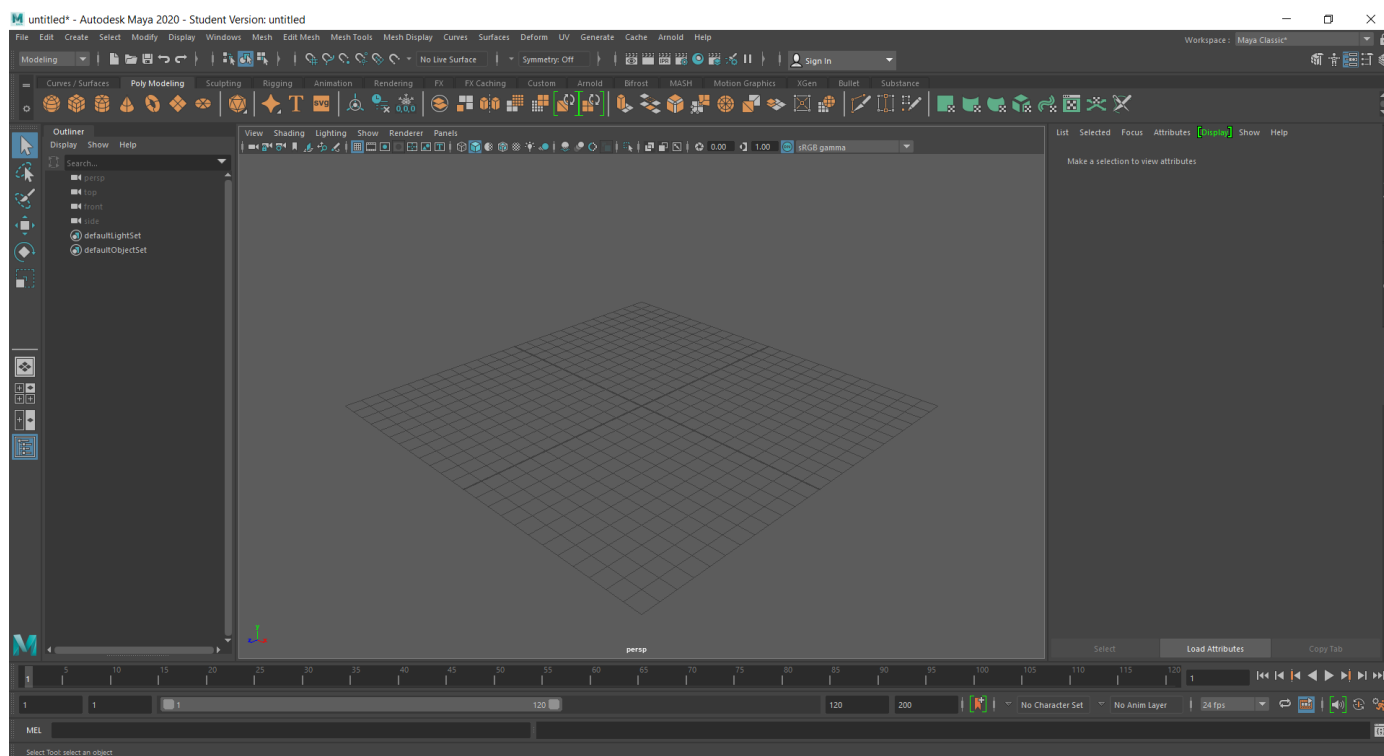 untitled* - Autodesk Maya 2020 - Student Version: untitled
File Edit Create Select Modify Display Windows Mesh Edit Mesh Mesh Tools Mesh Display Curves Surfaces Deform UV Generate Cache Arnold Help
Workspace: Maya Classic*
Modeling No Live Surface Symmetry: Off Sign In
Curves / Surfaces Poly Modeling Sculpting Rigging Animation Rendering FX FX Caching Custom Arnold Bifrost MASH Motion Graphics XGen Bullet Substance
T svg 0,0,0
Outliner
Display Show Help
Search...
persp
top
front
side
defaultLightSet
defaultObjectSet
View Shading Lighting Show Renderer Panels
0.00 1.00 sRGB gamma
y
persp
List Selected Focus Attributes [Display] Show Help
Make a selection to view attributes
Select Load Attributes Copy Tab
1 5 10 15 20 25 30 35 40 45 50 55 60 65 70 75 80 85 90 95 100 105 110 115 120 1
1 1 1 120 120 200 No Character Set No Anim Layer 24 fps
MEL
Select Tool: select an object